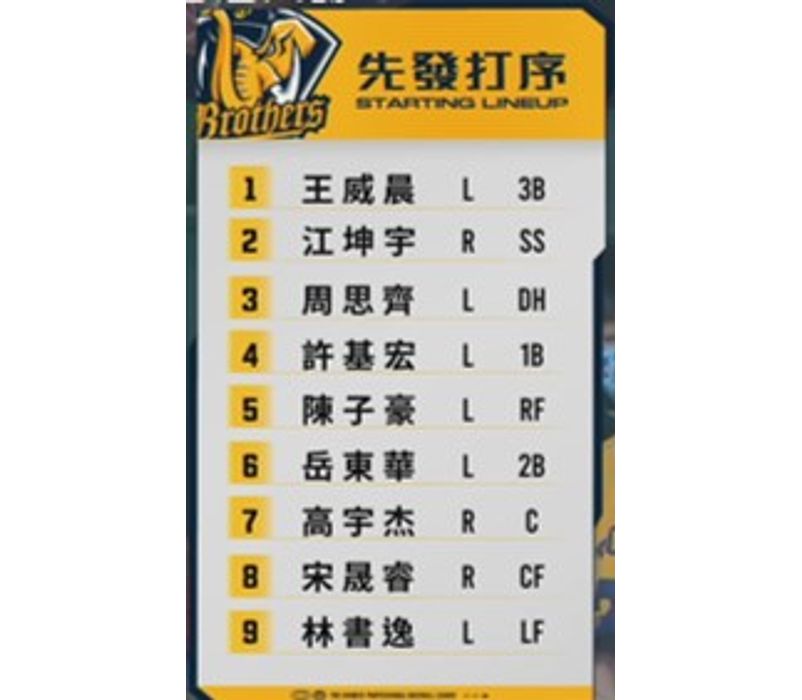 Brothers
先發打序
STARTING LINEUP
1 王威晨 L 3B
2 江坤宇 R SS
3 周思齊 L DH
4 許基宏 L 1B
5 陳子豪 L RF
6 岳東華 L 2B
7 高宇杰 R C
8 宋晟睿 R CF
9 林書逸 L LF